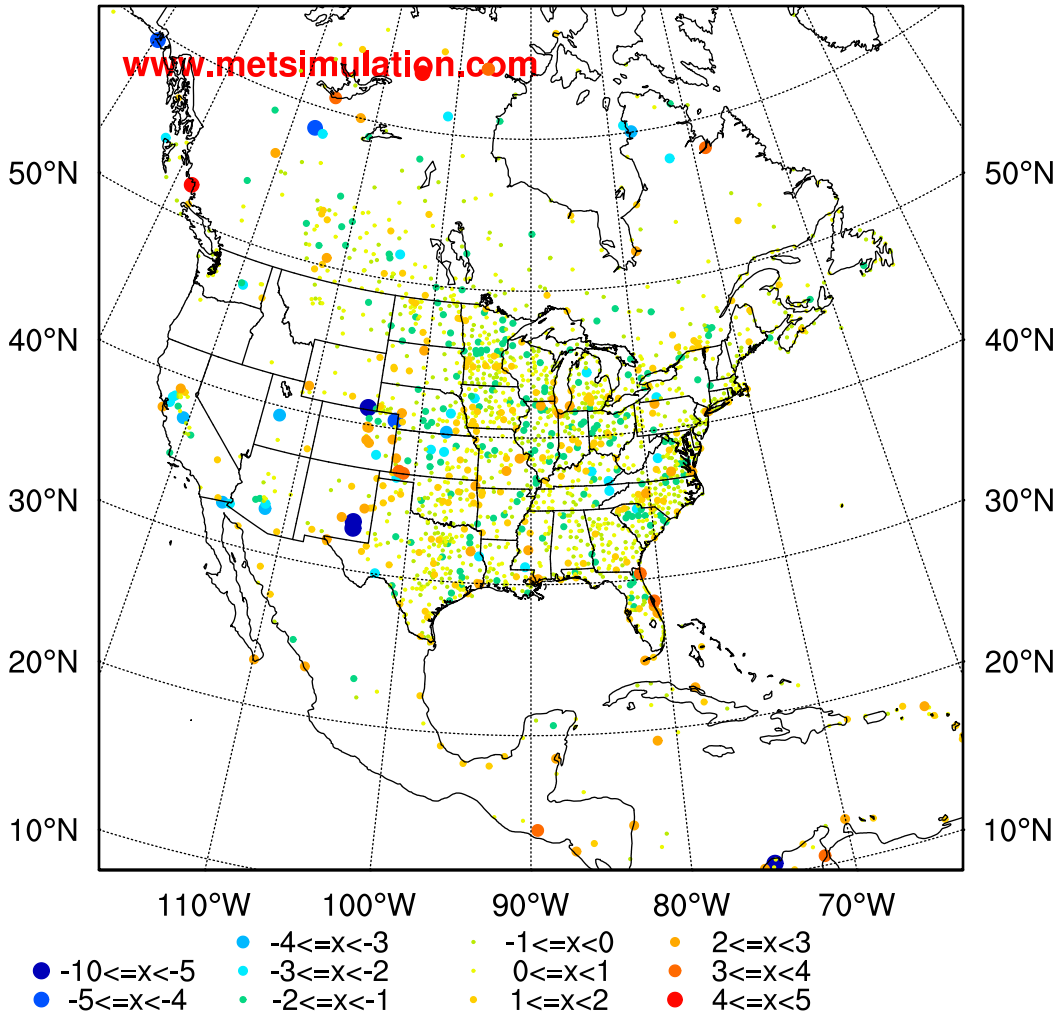 www.metsimulation.com
50°N 50°N
40°N 40°N
30°N 30°N
20°N 20°N
10°N 10°N
110°W 100°W 90°W 80°W 70°W
-4<=x<-3 -1<=x<0 2<=x<3
-10<=x<-5 -3<=x<-2 0<=x<1 3<=x<4
-5<=x<-4 -2<=x<-1 1<=x<2 4<=x<5